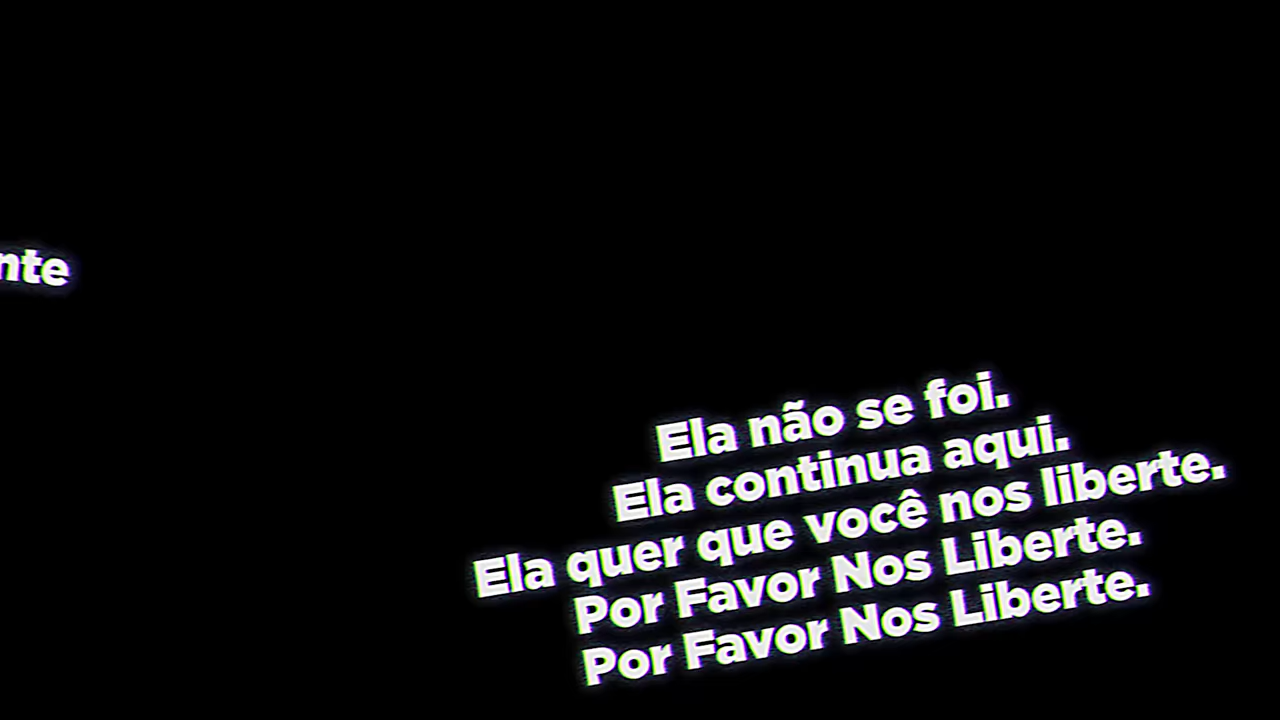 nte
Ela não se foi.
Ela continua aqui.
Ela quer que você nos liberte.
Por Favor Nos Liberte.
Por Favor Nos Liberte.